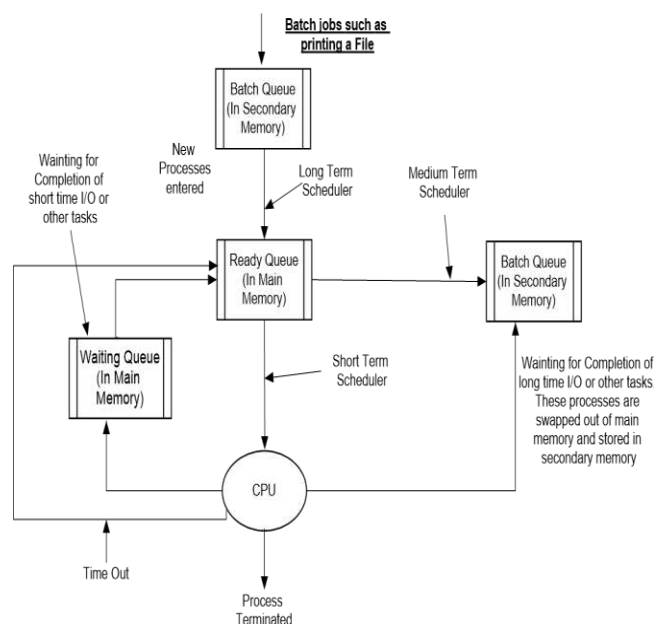 Batch jobs such as
printing a File
Batch Queue
(In Secondary
Memory)
New
Processes
entered
Long Term
Scheduler
Wainting for
Completion of
short time I/O or
other tasks
Medium Term
Scheduler
Ready Queue
(In Main
Memory)
Batch Queue
(In Secondary
Memory)
Waiting Queue
(In Main
Memory)
Short Term
Scheduler
Wainting for Completion of
long time I/O or other tasks.
These processes are
swapped out of main
memory and stored in
secondary memory
CPU
Time Out
Process
Terminated